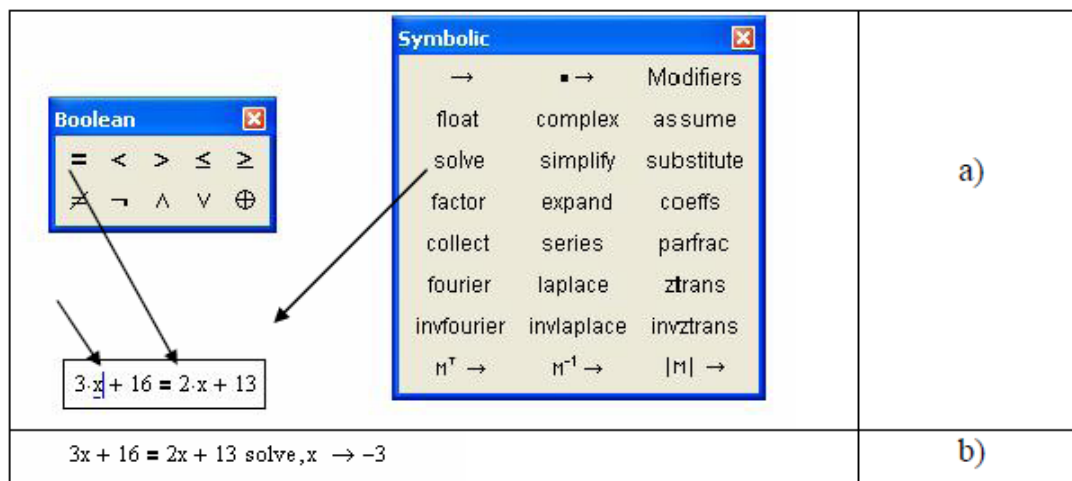 Symbolic
→ ▪ → Modifiers
float complex assume
solve simplify substitute
factor expand coeffs
collect series parfrac
fourier laplace ztrans
invfourier invlaplace invztrans
Mᵀ → M⁻¹ → |M| →
Boolean
= < > ≤ ≥
≠ ¬ ∧ ∨ ⊕
3·x + 16 = 2·x + 13
a)
3x + 16 = 2x + 13 solve,x → −3
b)